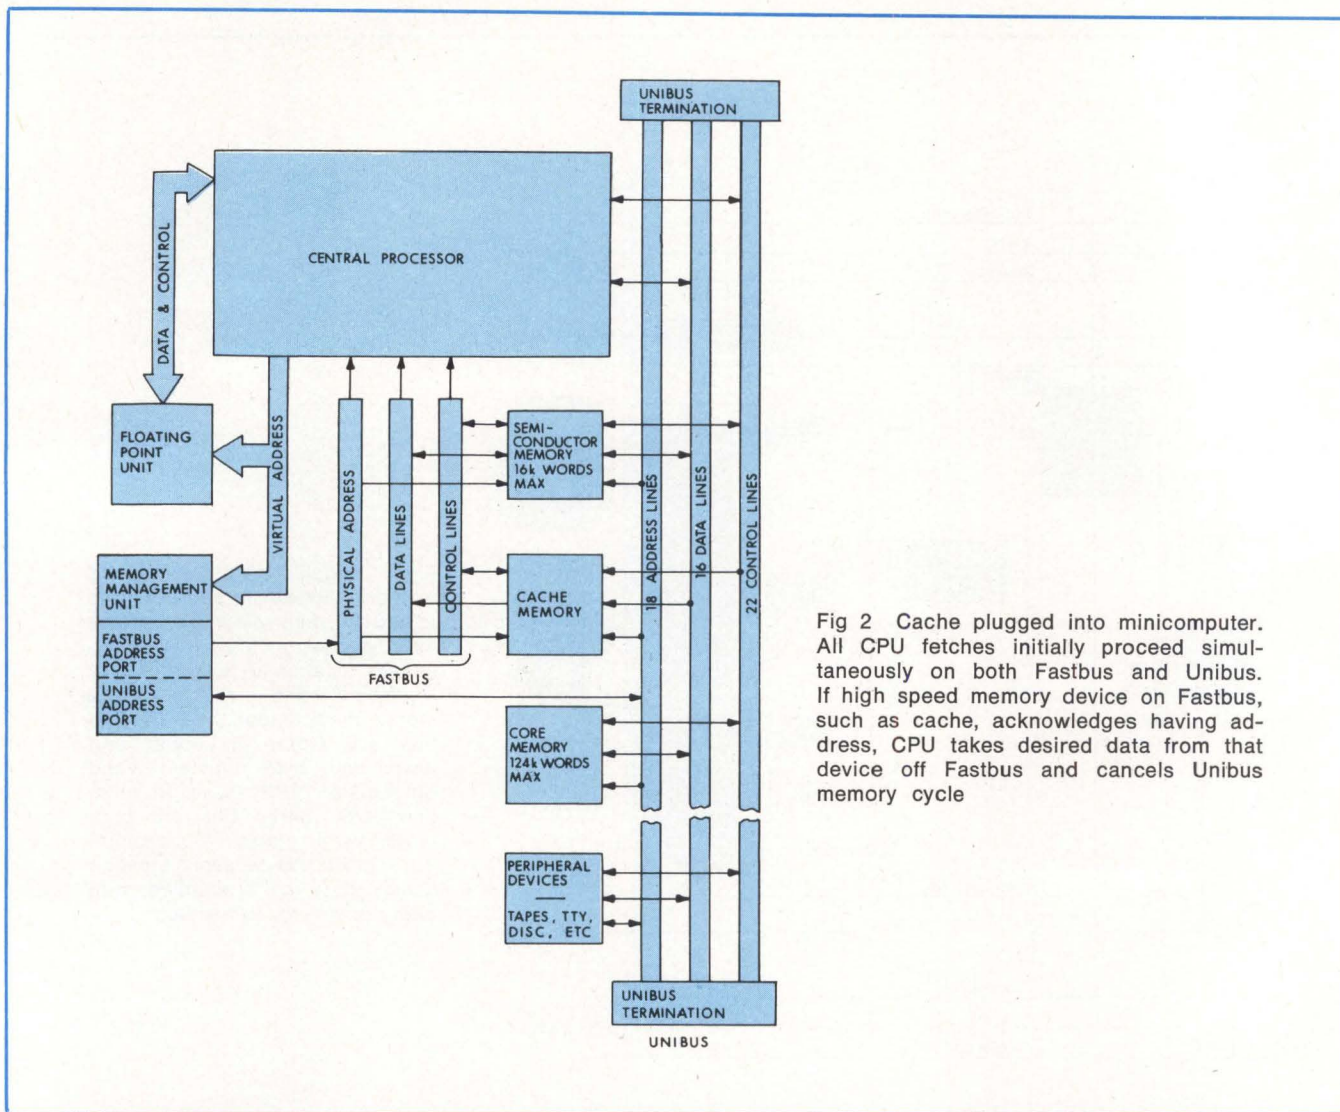 UNIBUS
TERMINATION
CENTRAL PROCESSOR
DATA & CONTROL
FLOATING
POINT
UNIT
VIRTUAL ADDRESS
MEMORY
MANAGEMENT
UNIT
FASTBUS
ADDRESS
PORT
UNIBUS
ADDRESS
PORT
PHYSICAL ADDRESS
DATA LINES
CONTROL LINES
FASTBUS
SEMI-
CONDUCTOR
MEMORY
16k WORDS
MAX
CACHE
MEMORY
CORE
MEMORY
124k WORDS
MAX
PERIPHERAL
DEVICES
TAPES, TTY,
DISC, ETC
18 ADDRESS LINES
16 DATA LINES
22 CONTROL LINES
UNIBUS
TERMINATION
UNIBUS
Fig 2 Cache plugged into minicomputer.
All CPU fetches initially proceed simul-
taneously on both Fastbus and Unibus.
If high speed memory device on Fastbus,
such as cache, acknowledges having ad-
dress, CPU takes desired data from that
device off Fastbus and cancels Unibus
memory cycle